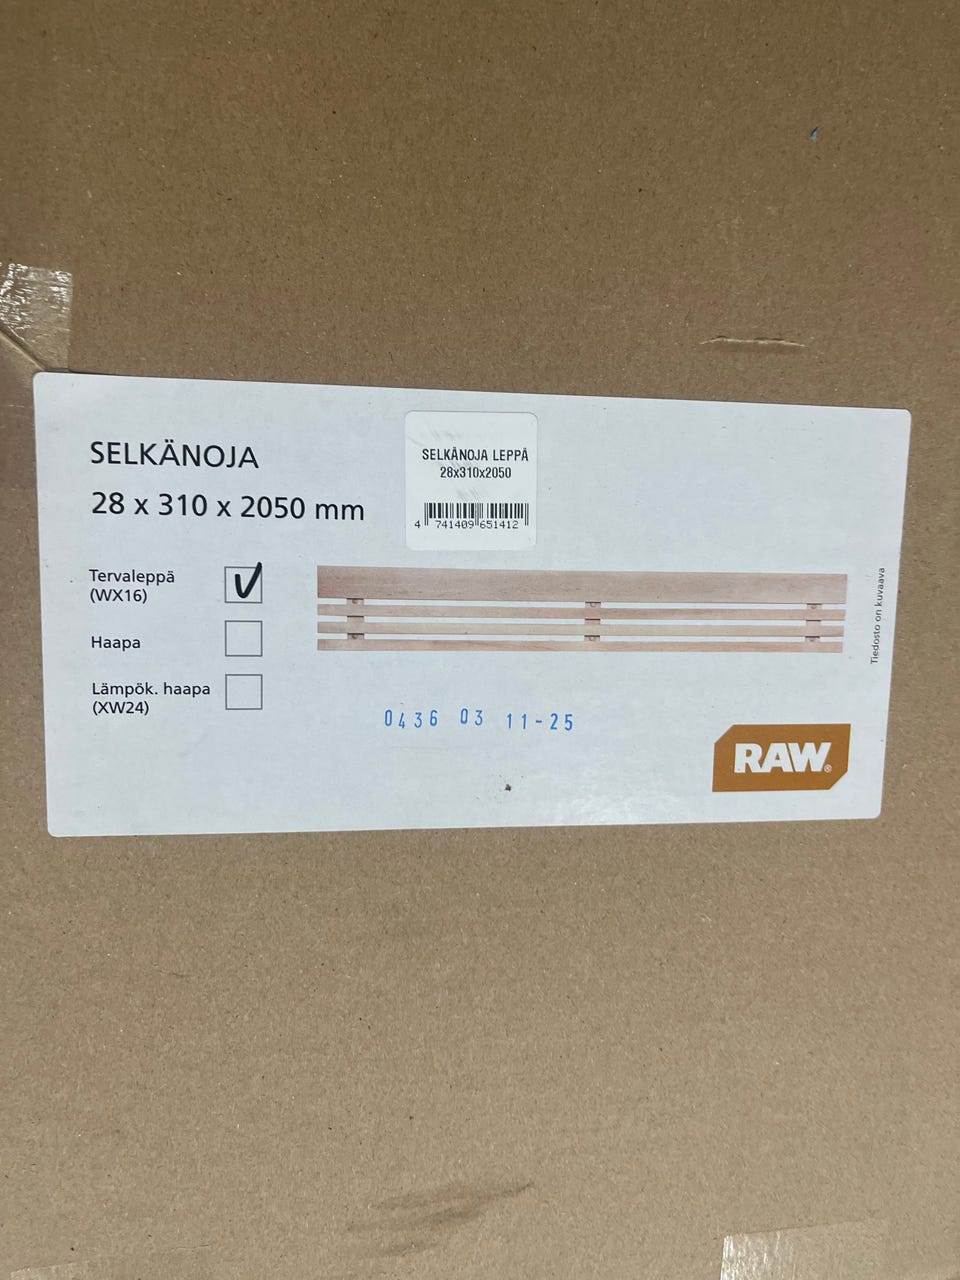 SELKÄNOJA
28 x 310 x 2050 mm
SELKÄNOJA LEPPÄ
28x310x2050
4 741409 651412
Tervaleppä
(WX16)
Haapa
Lämpök. haapa
(XW24)
Tiedosto on kuvaava
0436 03 11-25
RAW®